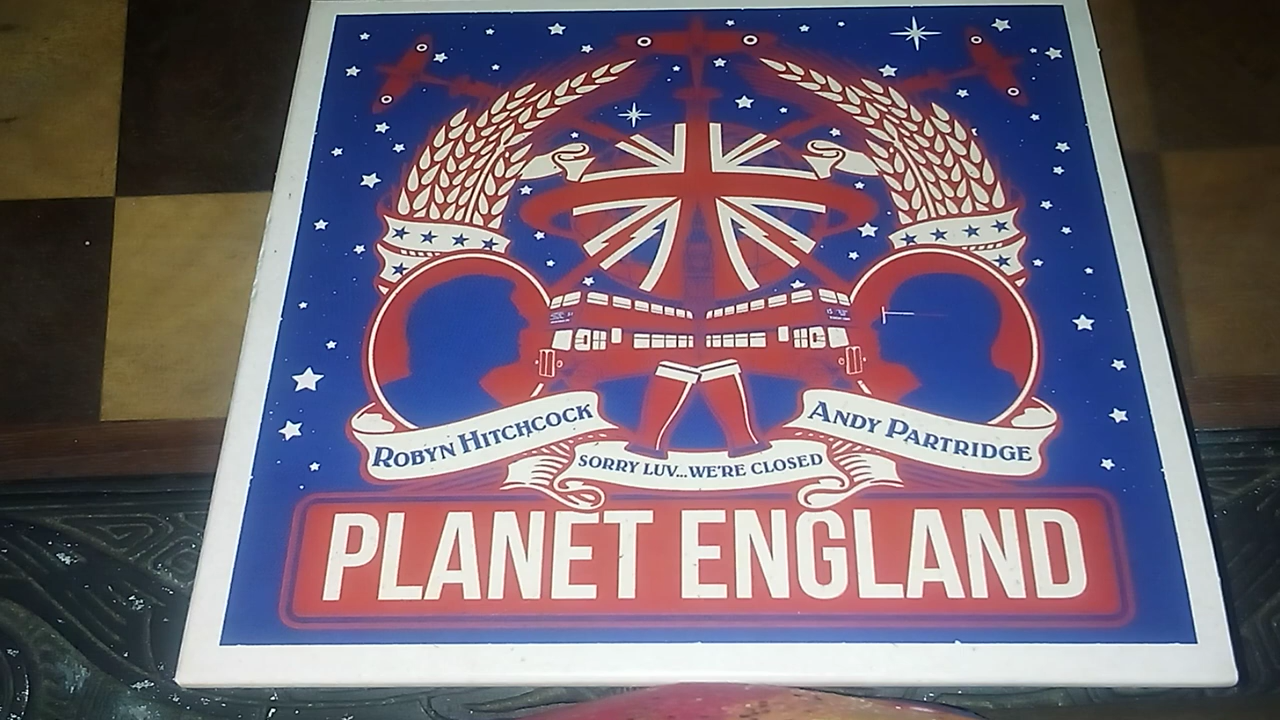 ROBYN HITCHCOCK
ANDY PARTRIDGE
SORRY LUV...WE'RE CLOSED
PLANET ENGLAND